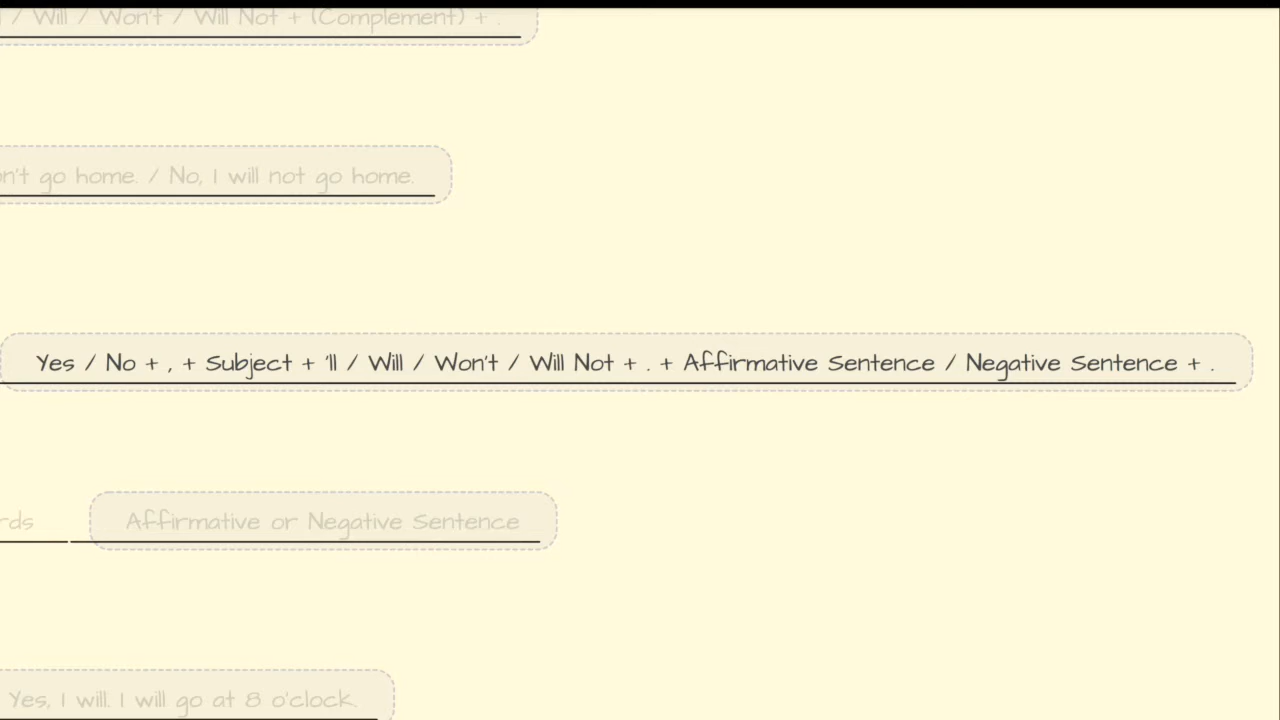 / Will / Won't / Will Not + (Complement) + .
go home. / No, I will not go home.
Yes / No + , + Subject + 'll / Will / Won't / Will Not + . + Affirmative Sentence / Negative Sentence + .
Affirmative or Negative Sentence
Yes, I will. I will go at 8 o'clock.